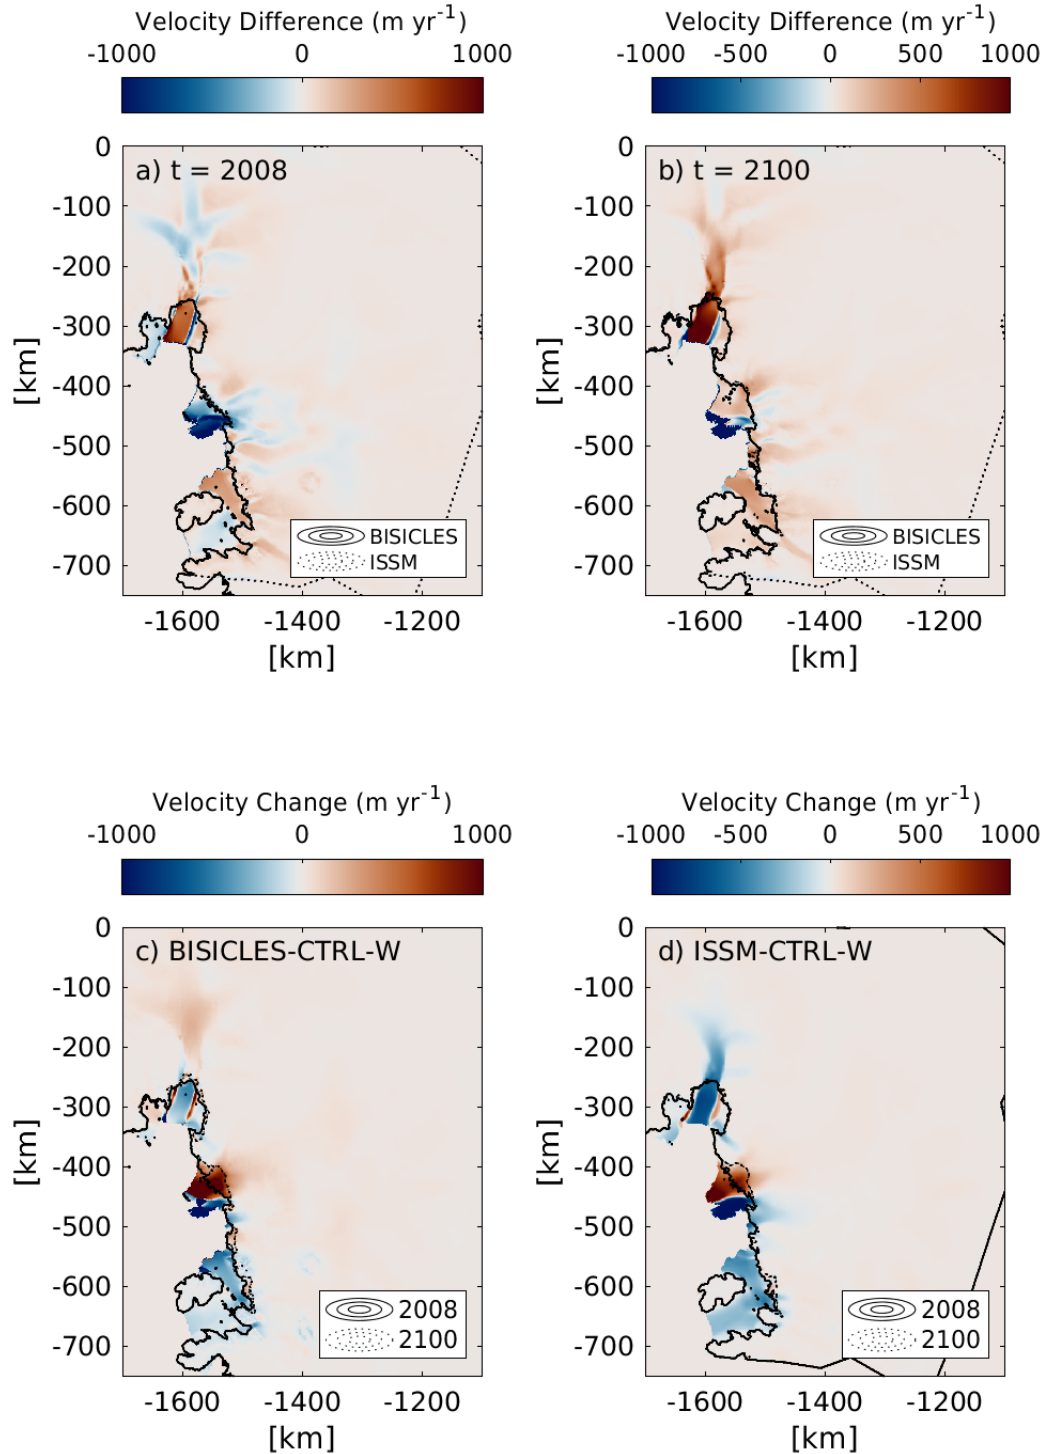 Velocity Difference (m yr-1)
-1000 0 1000
a) t = 2008
0
-100
-200
-300
-400
-500
-600
-700
[km]
BISICLES
ISSM
-1600 -1400 -1200
[km]
Velocity Difference (m yr-1)
-1000 -500 0 500 1000
b) t = 2100
0
-100
-200
-300
-400
-500
-600
-700
[km]
BISICLES
ISSM
-1600 -1400 -1200
[km]
Velocity Change (m yr-1)
-1000 0 1000
c) BISICLES-CTRL-W
0
-100
-200
-300
-400
-500
-600
-700
[km]
2008
2100
-1600 -1400 -1200
[km]
Velocity Change (m yr-1)
-1000 -500 0 500 1000
d) ISSM-CTRL-W
0
-100
-200
-300
-400
-500
-600
-700
[km]
2008
2100
-1600 -1400 -1200
[km]